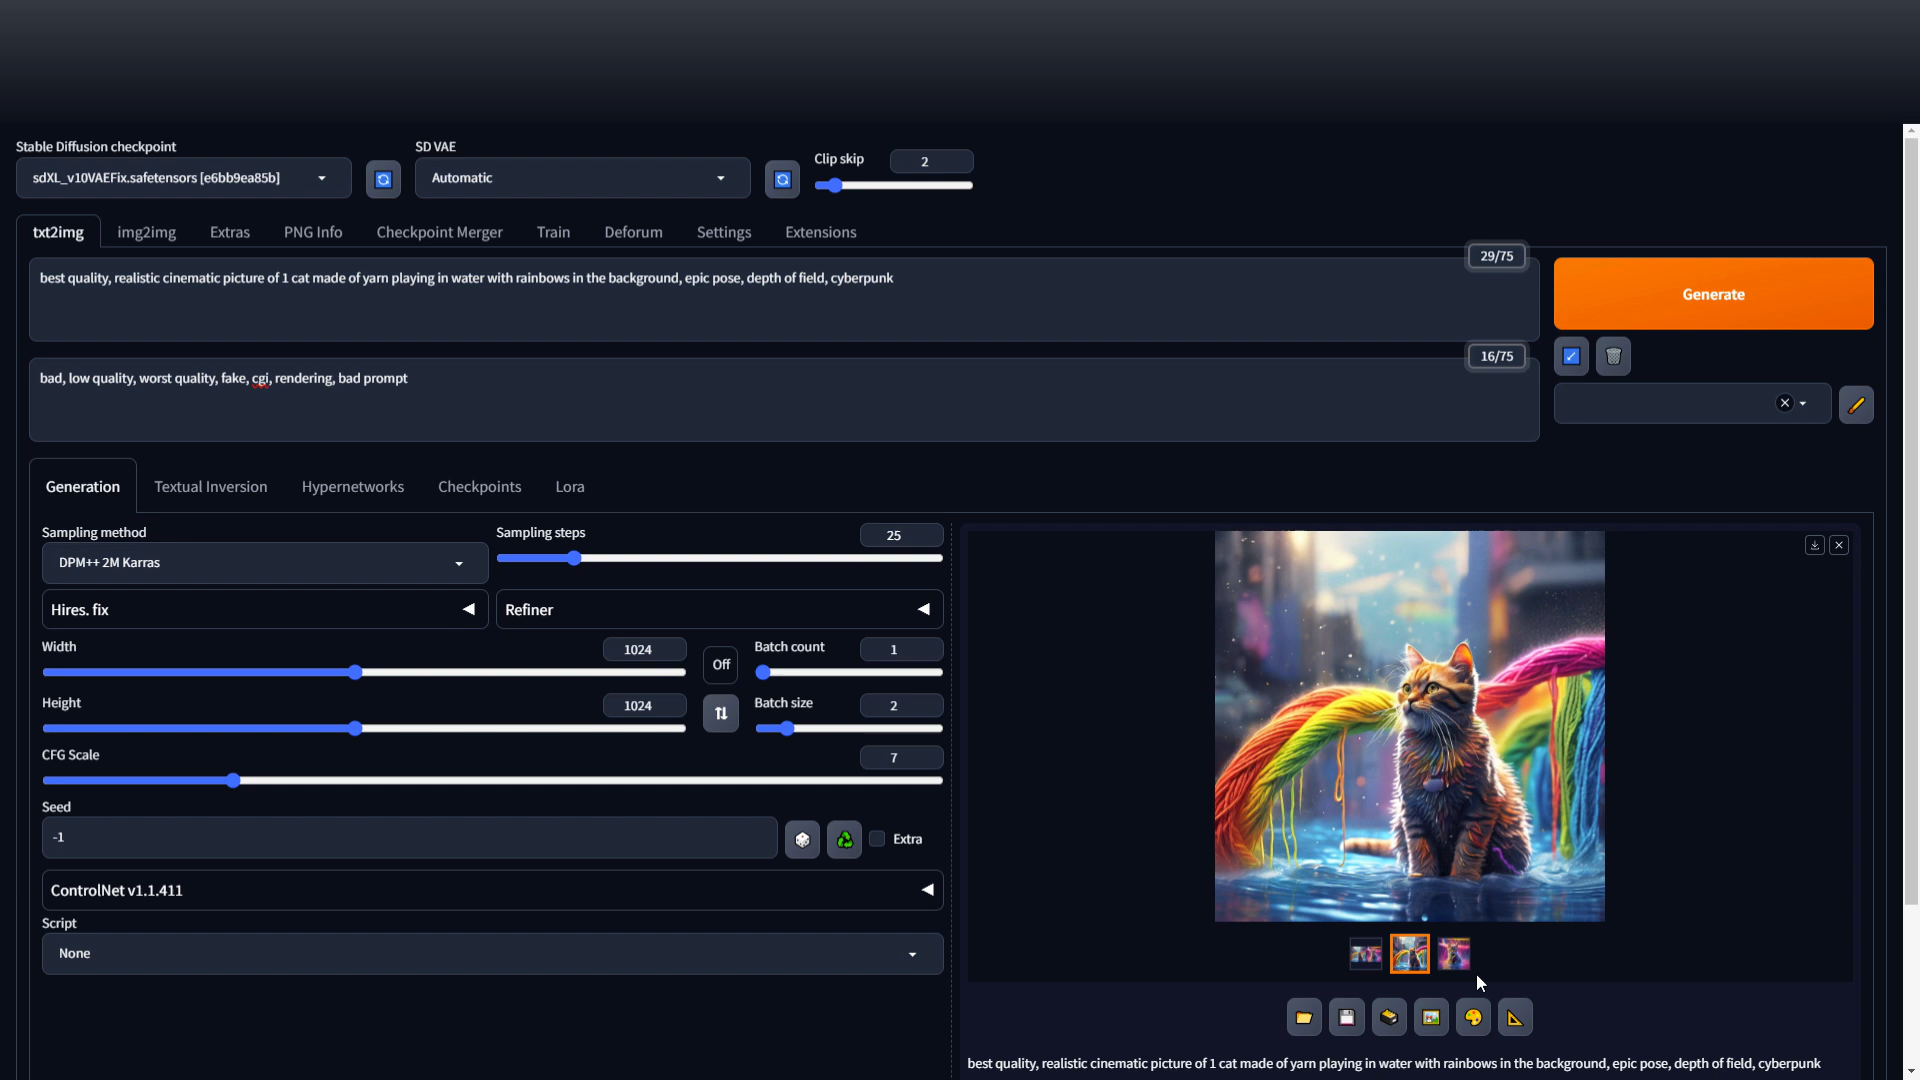 Stable Diffusion checkpoint
SD VAE
Clip skip
2
sdXL_v10VAEFix.safetensors [e6bb9ea85b]
Automatic
txt2img
img2img
Extras
PNG Info
Checkpoint Merger
Train
Deforum
Settings
Extensions
29/75
best quality, realistic cinematic picture of 1 cat made of yarn playing in water with rainbows in the background, epic pose, depth of field, cyberpunk
Generate
16/75
bad, low quality, worst quality, fake, cgi, rendering, bad prompt
Generation
Textual Inversion
Hypernetworks
Checkpoints
Lora
Sampling method
DPM++ 2M Karras
Sampling steps
25
Hires. fix
Refiner
Width
1024
Off
Batch count
1
Height
1024
Batch size
2
CFG Scale
7
Seed
-1
Extra
ControlNet v1.1.411
Script
None
best quality, realistic cinematic picture of 1 cat made of yarn playing in water with rainbows in the background, epic pose, depth of field, cyberpunk